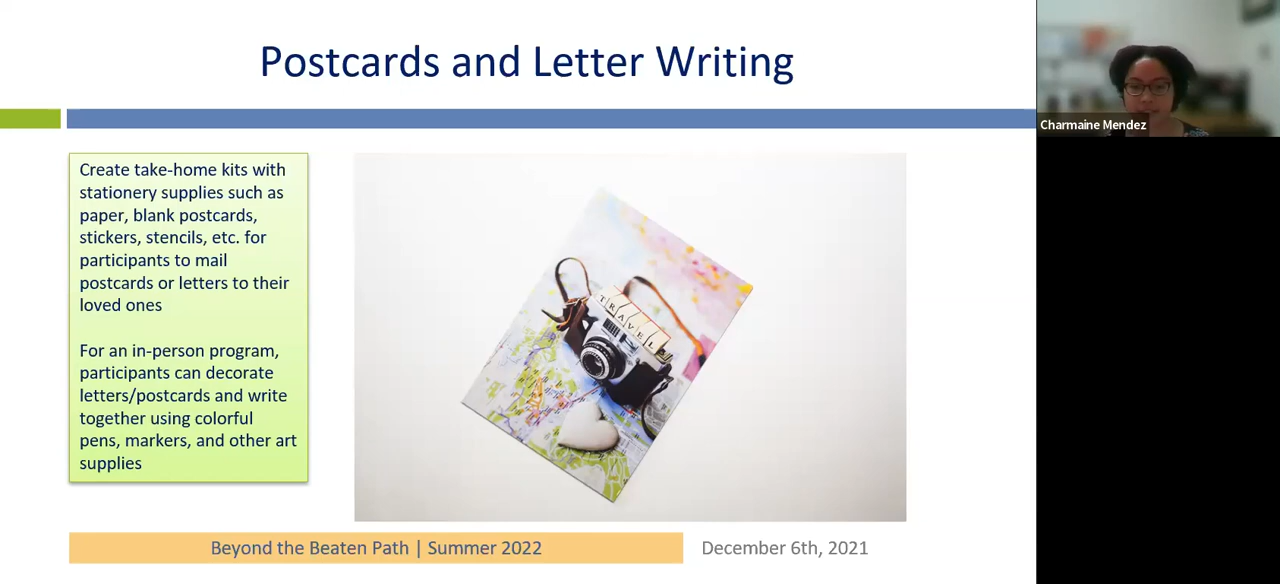 Postcards and Letter Writing
Charmaine Mendez
Create take-home kits with
stationery supplies such as
paper, blank postcards,
stickers, stencils, etc. for
participants to mail
postcards or letters to their
loved ones
For an in-person program,
participants can decorate
letters/postcards and write
together using colorful
pens, markers, and other art
supplies
TRAVEL
Beyond the Beaten Path | Summer 2022
December 6th, 2021